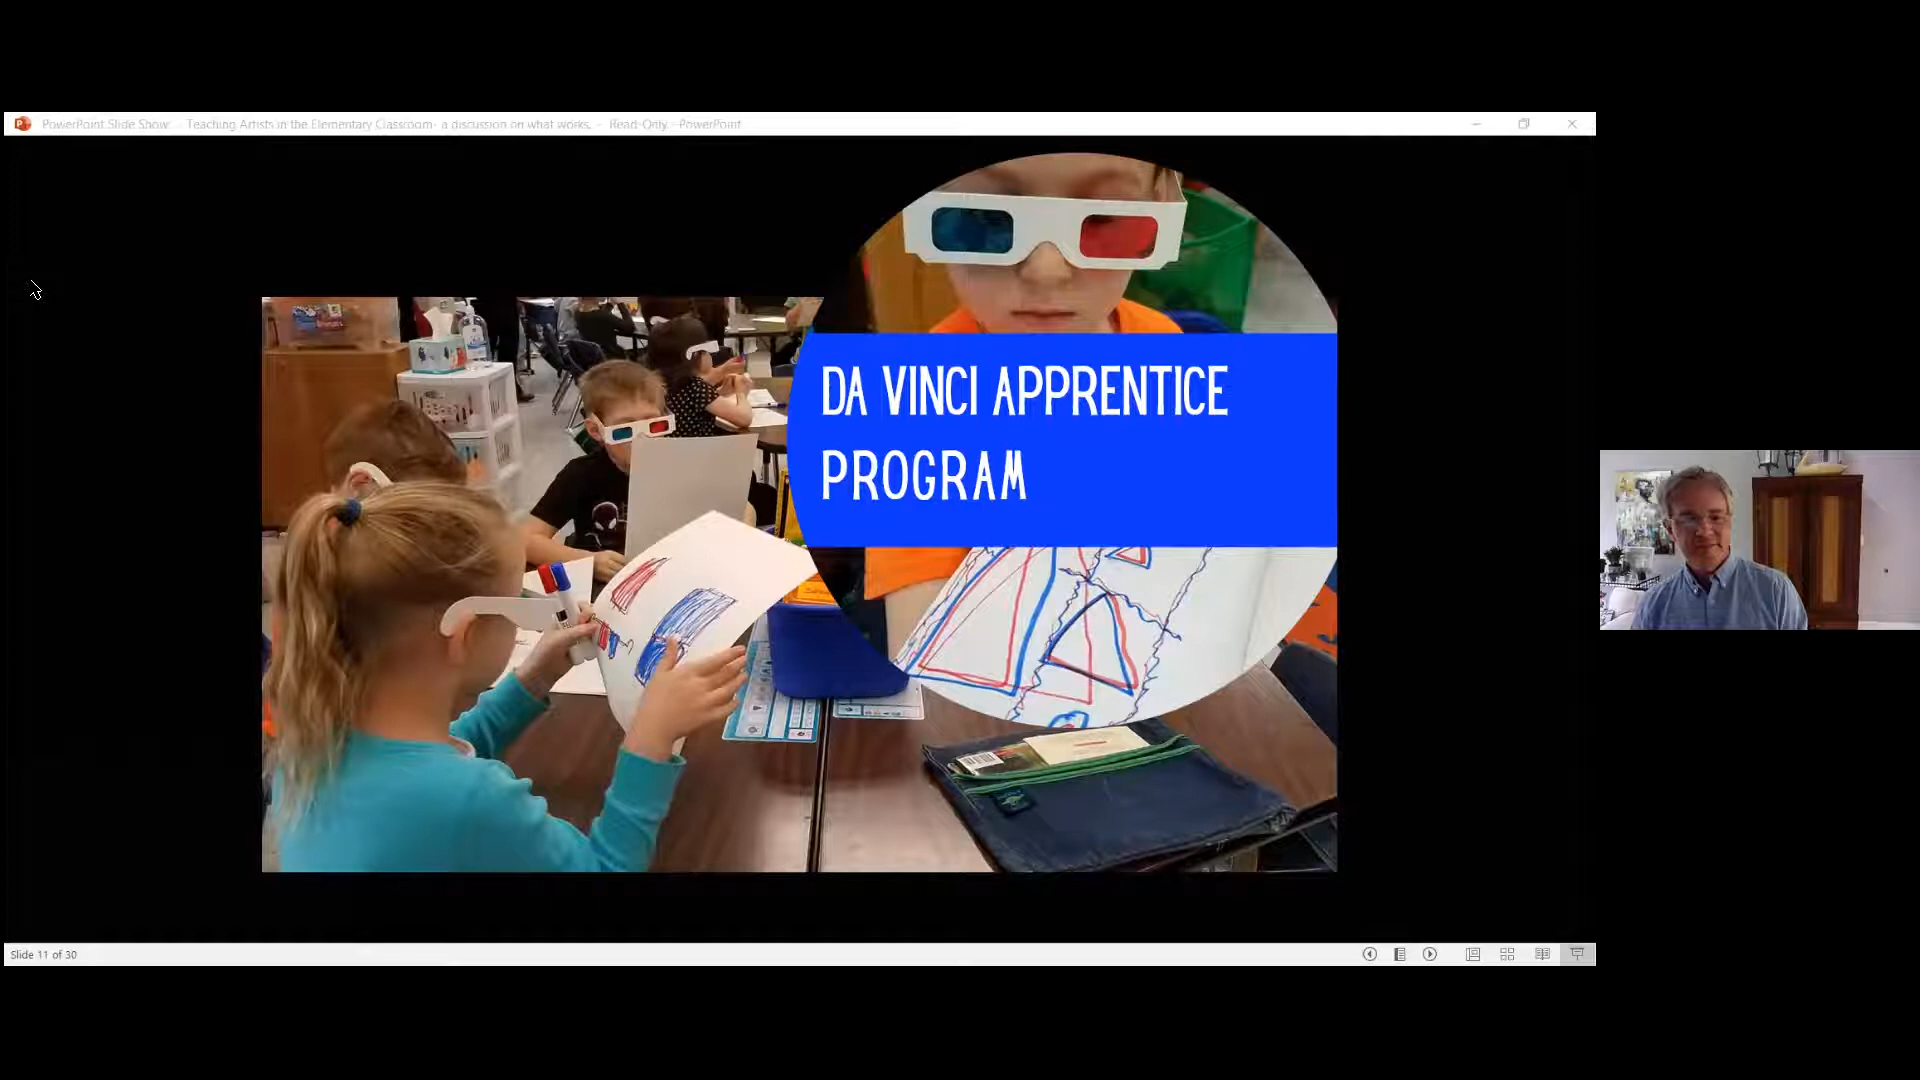 PowerPoint Slide Show - Teaching Artists in the Elementary Classroom- a discussion on what works. - Read-Only - PowerPoint
DA VINCI APPRENTICE
PROGRAM
Slide 11 of 30